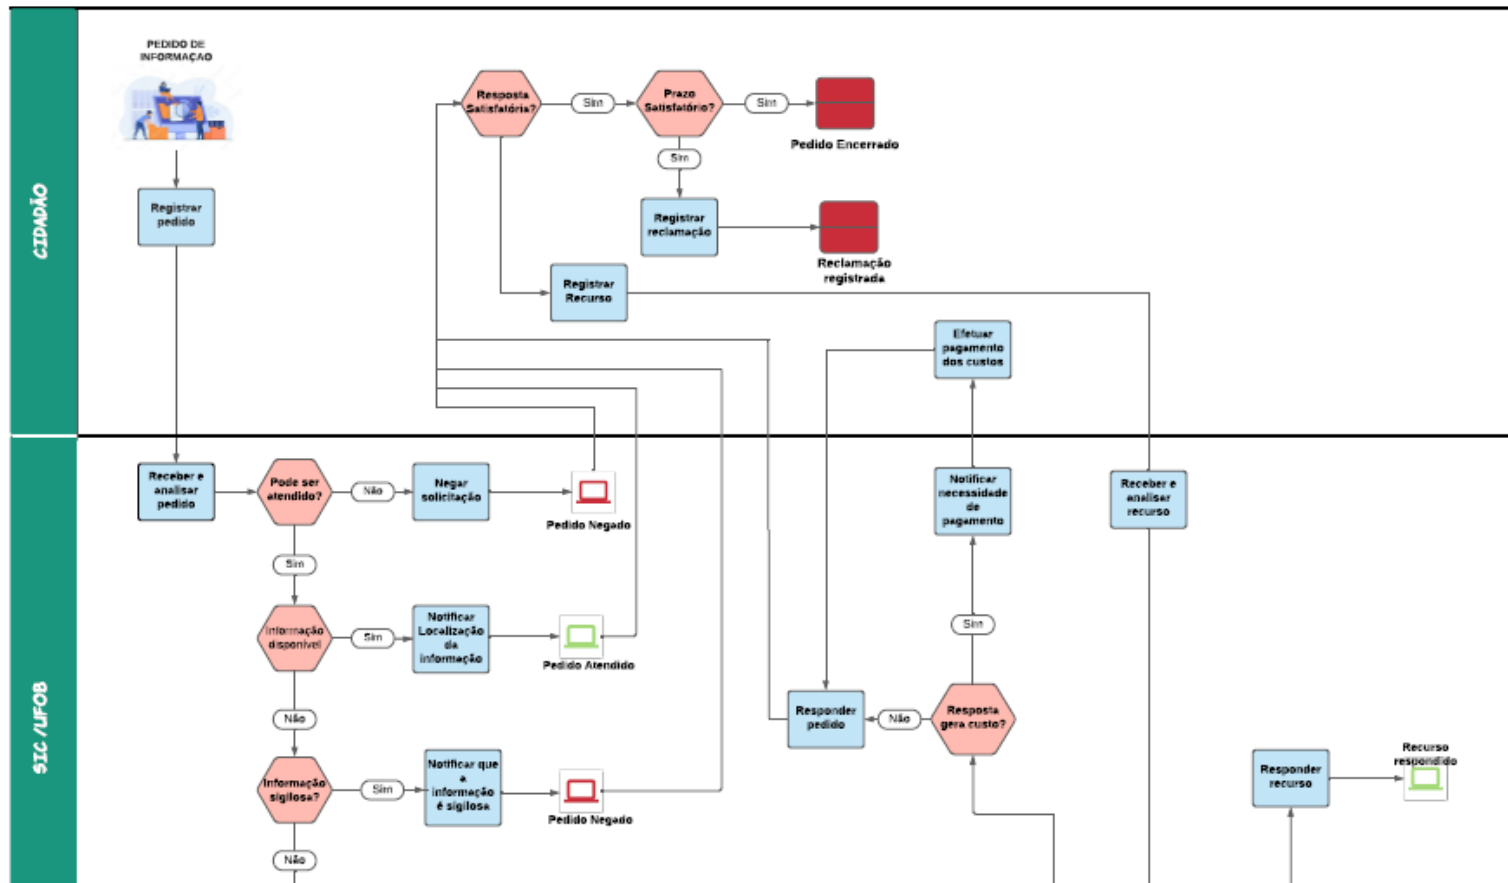 PEDIDO DE
INFORMAÇAO
Resposta
Satisfatória?
Sim
Prazo
Satisfatório?
Sim
Pedido Encerrado
Sim
CIDADÃO
Registrar
pedido
Registrar
reclamação
Reclamação
registrada
Registrar
Recurso
Efetuar
pagamento
dos custos
Receber e
analisar
pedido
Pode ser
atendido?
Não
Negar
solicitação
Pedido Negado
Notificar
necessidade
de
pagamento
Receber e
analisar
recurso
Sim
Informação
disponível
Sim
Notificar
Localização
da
informação
Pedido Atendido
Sim
SIC /UFOB
Não
Responder
pedido
Não
Resposta
gera custo?
Informação
sigilosa?
Sim
Notificar que
a
informação
é sigilosa
Pedido Negado
Responder
recurso
Recurso
respondido
Não